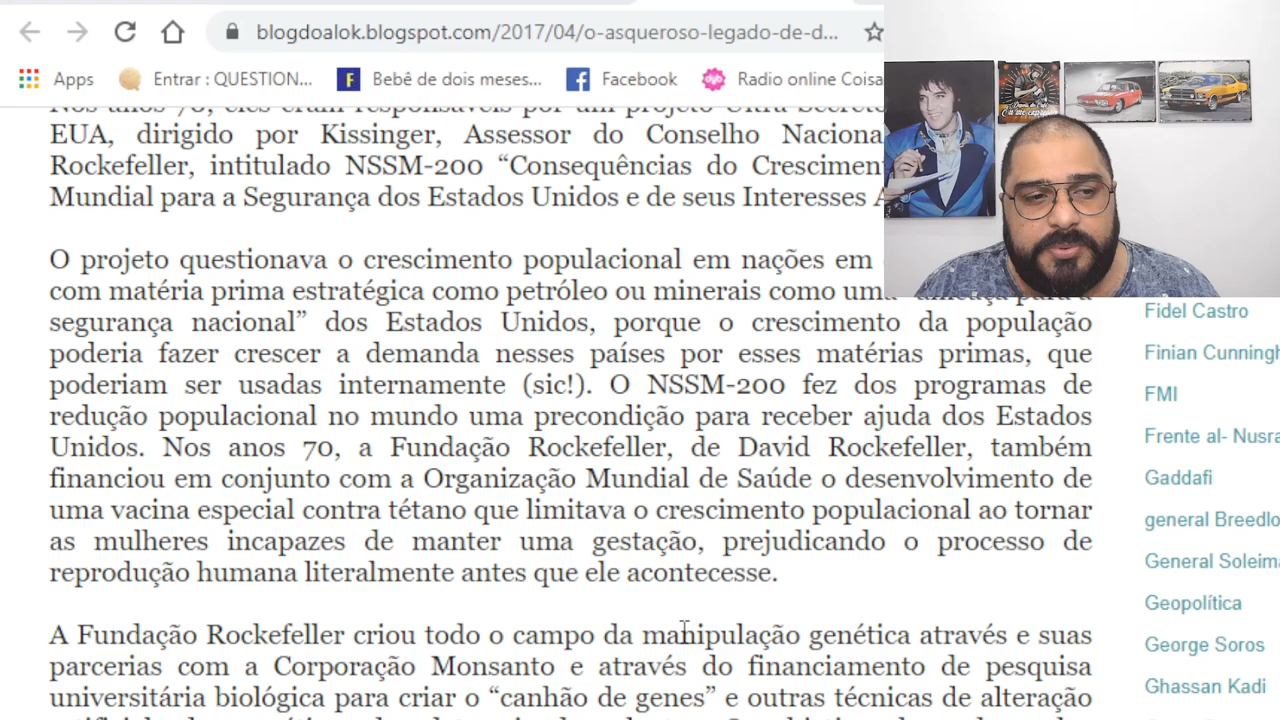 blogdoalok.blogspot.com/2017/04/o-asqueroso-legado-de-d...
Apps
Entrar : QUESTION...
Bebê de dois meses...
Facebook
Radio online Coisa
EUA, dirigido por Kissinger, Assessor do Conselho Naciona
Rockefeller, intitulado NSSM-200 “Consequências do Crescimen
Mundial para a Segurança dos Estados Unidos e de seus Interesses A
O projeto questionava o crescimento populacional em nações em
com matéria prima estratégica como petróleo ou minerais como uma
segurança nacional” dos Estados Unidos, porque o crescimento da população
poderia fazer crescer a demanda nesses países por esses matérias primas, que
poderiam ser usadas internamente (sic!). O NSSM-200 fez dos programas de
redução populacional no mundo uma precondição para receber ajuda dos Estados
Unidos. Nos anos 70, a Fundação Rockefeller, de David Rockefeller, também
financiou em conjunto com a Organização Mundial de Saúde o desenvolvimento de
uma vacina especial contra tétano que limitava o crescimento populacional ao tornar
as mulheres incapazes de manter uma gestação, prejudicando o processo de
reprodução humana literalmente antes que ele acontecesse.
A Fundação Rockefeller criou todo o campo da manipulação genética através e suas
parcerias com a Corporação Monsanto e através do financiamento de pesquisa
universitária biológica para criar o “canhão de genes” e outras técnicas de alteração
Fidel Castro
Finian Cunningh
FMI
Frente al- Nusra
Gaddafi
general Breedlo
General Soleima
Geopolítica
George Soros
Ghassan Kadi